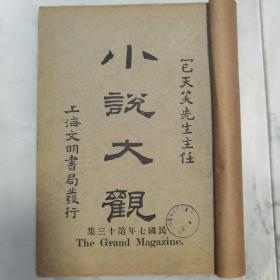 包天笑先生主任
小說大觀
上海文明書局發行
民國七年第十三集
The Grand Magazine.